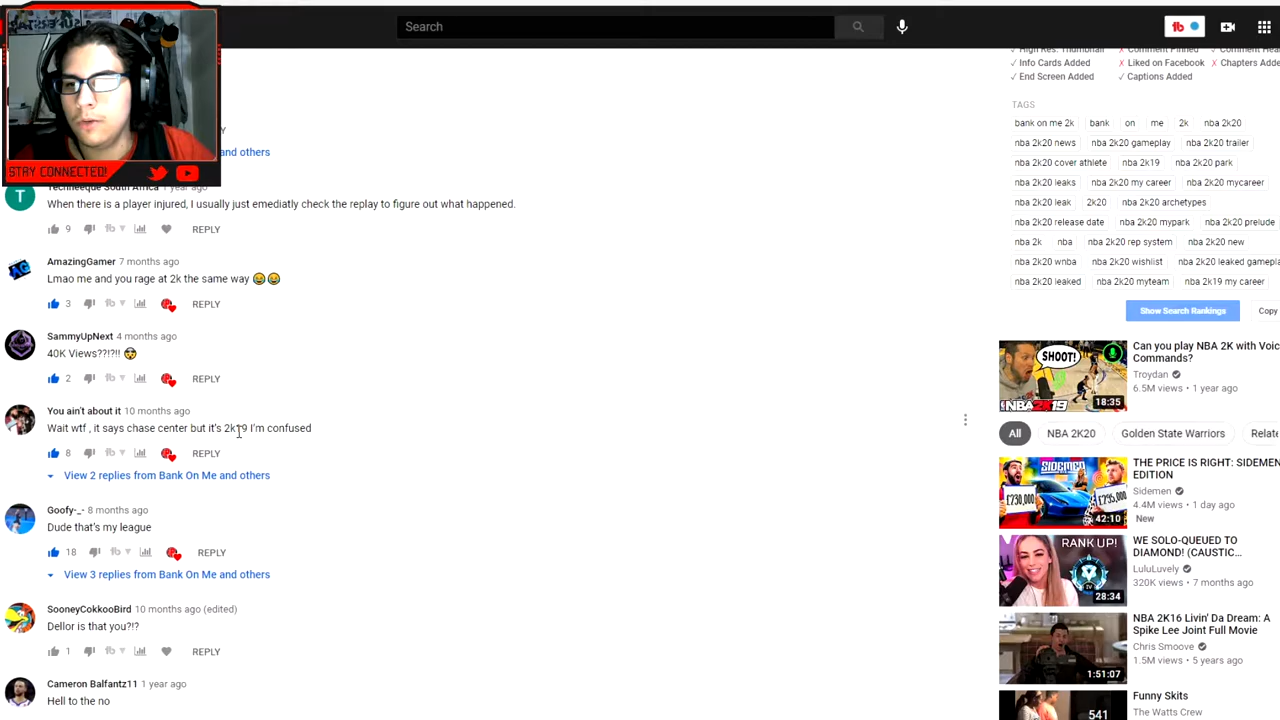 Search
tb
STAY CONNECTED!
and others
Techneeque South Africa 1 year ago
When there is a player injured, I usually just emediatly check the replay to figure out what happened.
9 REPLY
AmazingGamer 7 months ago
Lmao me and you rage at 2k the same way 😂😂
3 REPLY
SammyUpNext 4 months ago
40K Views??!?!! 🤯
2 REPLY
You ain't about it 10 months ago
Wait wtf , it says chase center but it's 2k19 I'm confused
8 REPLY
View 2 replies from Bank On Me and others
Goofy-_- 8 months ago
Dude that's my league
18 REPLY
View 3 replies from Bank On Me and others
SooneyCokkooBird 10 months ago (edited)
Dellor is that you?!?
1 REPLY
Cameron Balfantz11 1 year ago
Hell to the no
✓ High Res. Thumbnail ✗ Comment Pinned ✗ Comment Hea
✓ Info Cards Added ✗ Liked on Facebook ✗ Chapters Adde
✓ End Screen Added ✓ Captions Added
TAGS
bank on me 2k bank on me 2k nba 2k20
nba 2k20 news nba 2k20 gameplay nba 2k20 trailer
nba 2k20 cover athlete nba 2k19 nba 2k20 park
nba 2k20 leaks nba 2k20 my career nba 2k20 mycareer
nba 2k20 leak 2k20 nba 2k20 archetypes
nba 2k20 release date nba 2k20 mypark nba 2k20 prelude
nba 2k nba nba 2k20 rep system nba 2k20 new
nba 2k20 wnba nba 2k20 wishlist nba 2k20 leaked gamepla
nba 2k20 leaked nba 2k20 myteam nba 2k19 my career
Show Search Rankings Copy
SHOOT!
NBA2K19
18:35
Can you play NBA 2K with Voic
Commands?
Troydan
6.5M views • 1 year ago
All NBA 2K20 Golden State Warriors Relate
SIDEMEN
£230,000
£295,000
42:10
THE PRICE IS RIGHT: SIDEMEN
EDITION
Sidemen
4.4M views • 1 day ago
New
RANK UP!
28:34
WE SOLO-QUEUED TO
DIAMOND! (CAUSTIC...
LuluLuvely
320K views • 7 months ago
1:51:07
NBA 2K16 Livin' Da Dream: A
Spike Lee Joint Full Movie
Chris Smoove
1.5M views • 5 years ago
541
Funny Skits
The Watts Crew